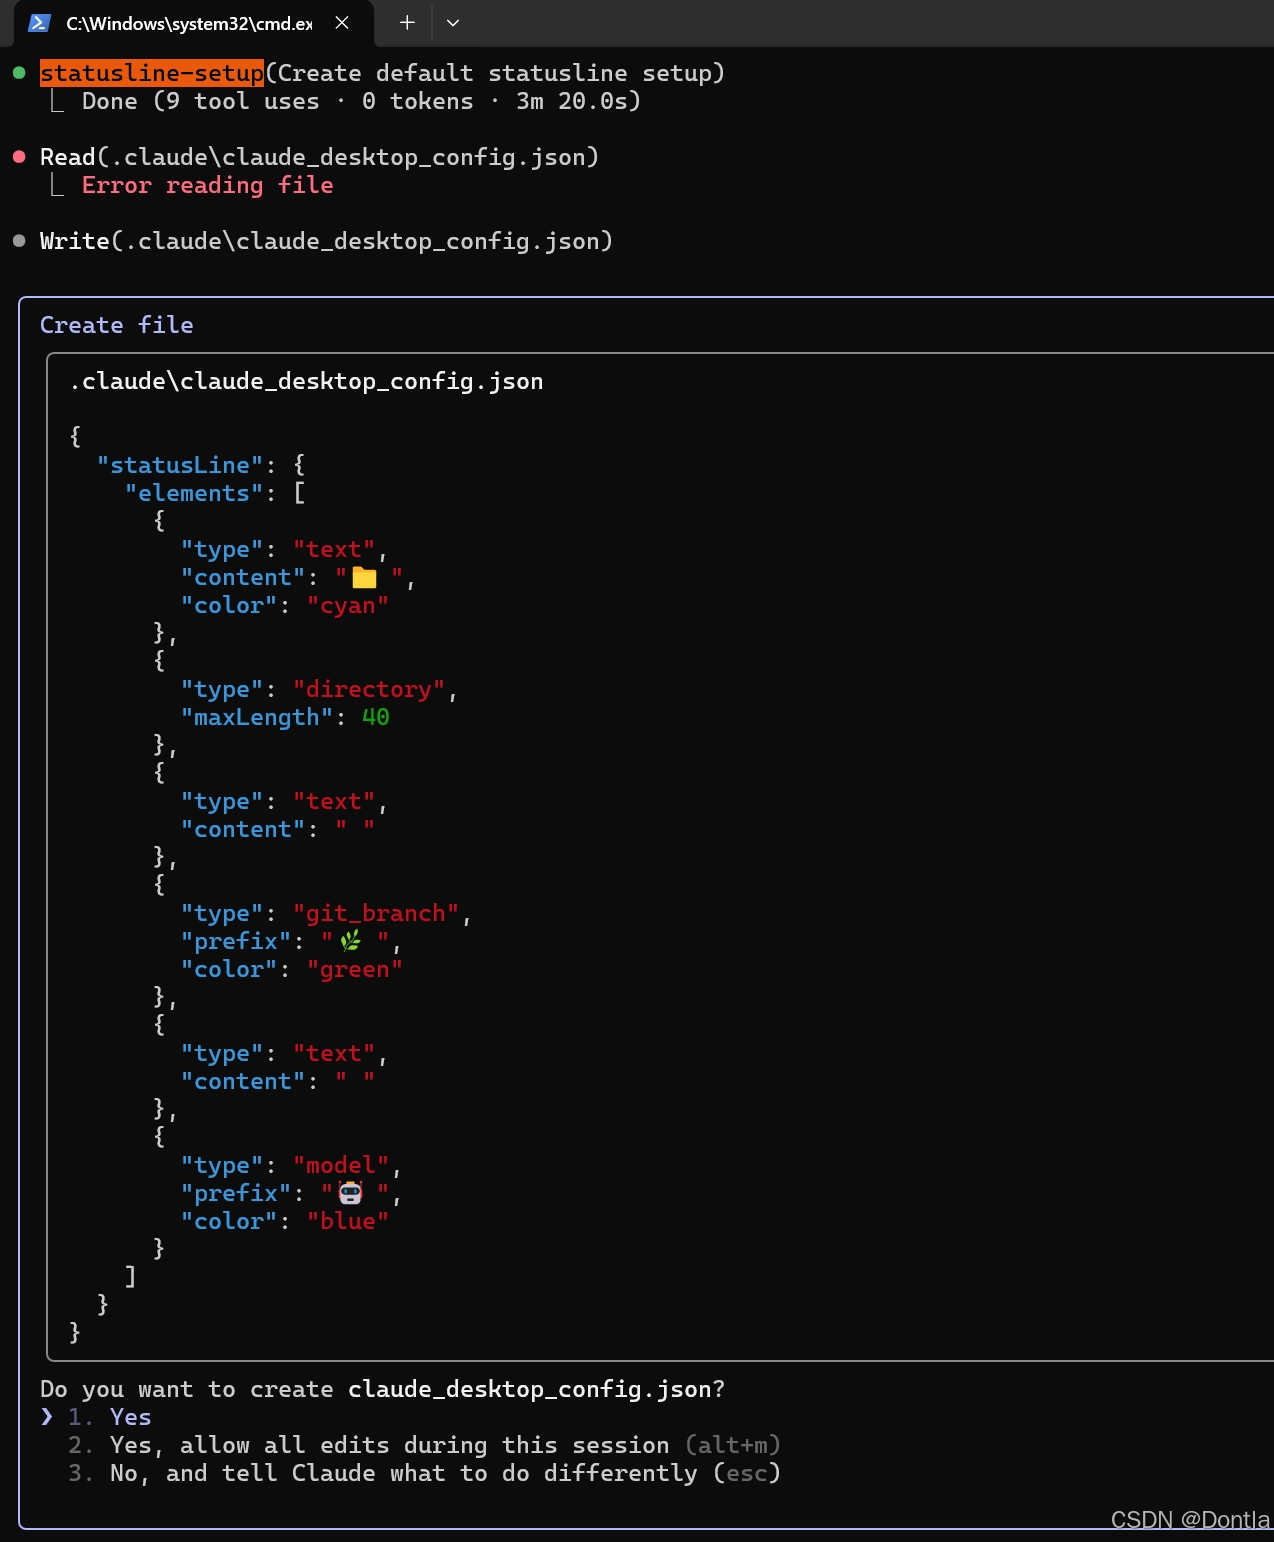 C:\Windows\system32\cmd.ex
statusline-setup(Create default statusline setup)
Done (9 tool uses · 0 tokens · 3m 20.0s)
Read(.claude\claude_desktop_config.json)
Error reading file
Write(.claude\claude_desktop_config.json)
Create file
.claude\claude_desktop_config.json
{
"statusLine": {
"elements": [
{
"type": "text",
"content": "📁 ",
"color": "cyan"
},
{
"type": "directory",
"maxLength": 40
},
{
"type": "text",
"content": " "
},
{
"type": "git_branch",
"prefix": "🌿 ",
"color": "green"
},
{
"type": "text",
"content": " "
},
{
"type": "model",
"prefix": "🤖 ",
"color": "blue"
}
]
}
}
Do you want to create claude_desktop_config.json?
❯ 1. Yes
2. Yes, allow all edits during this session (alt+m)
3. No, and tell Claude what to do differently (esc)
CSDN @Dontla